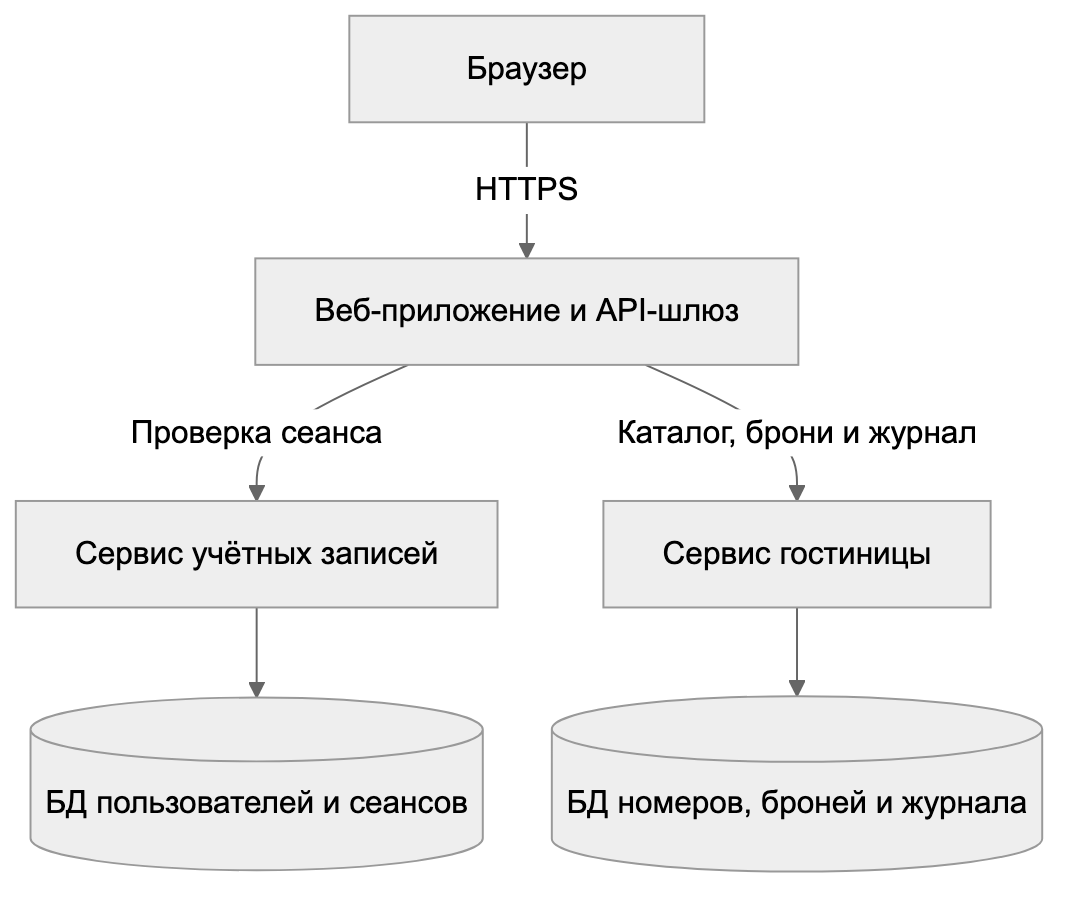 Браузер
HTTPS
Веб-приложение и API-шлюз
Проверка сеанса
Каталог, брони и журнал
Сервис учётных записей
Сервис гостиницы
БД пользователей и сеансов
БД номеров, броней и журнала